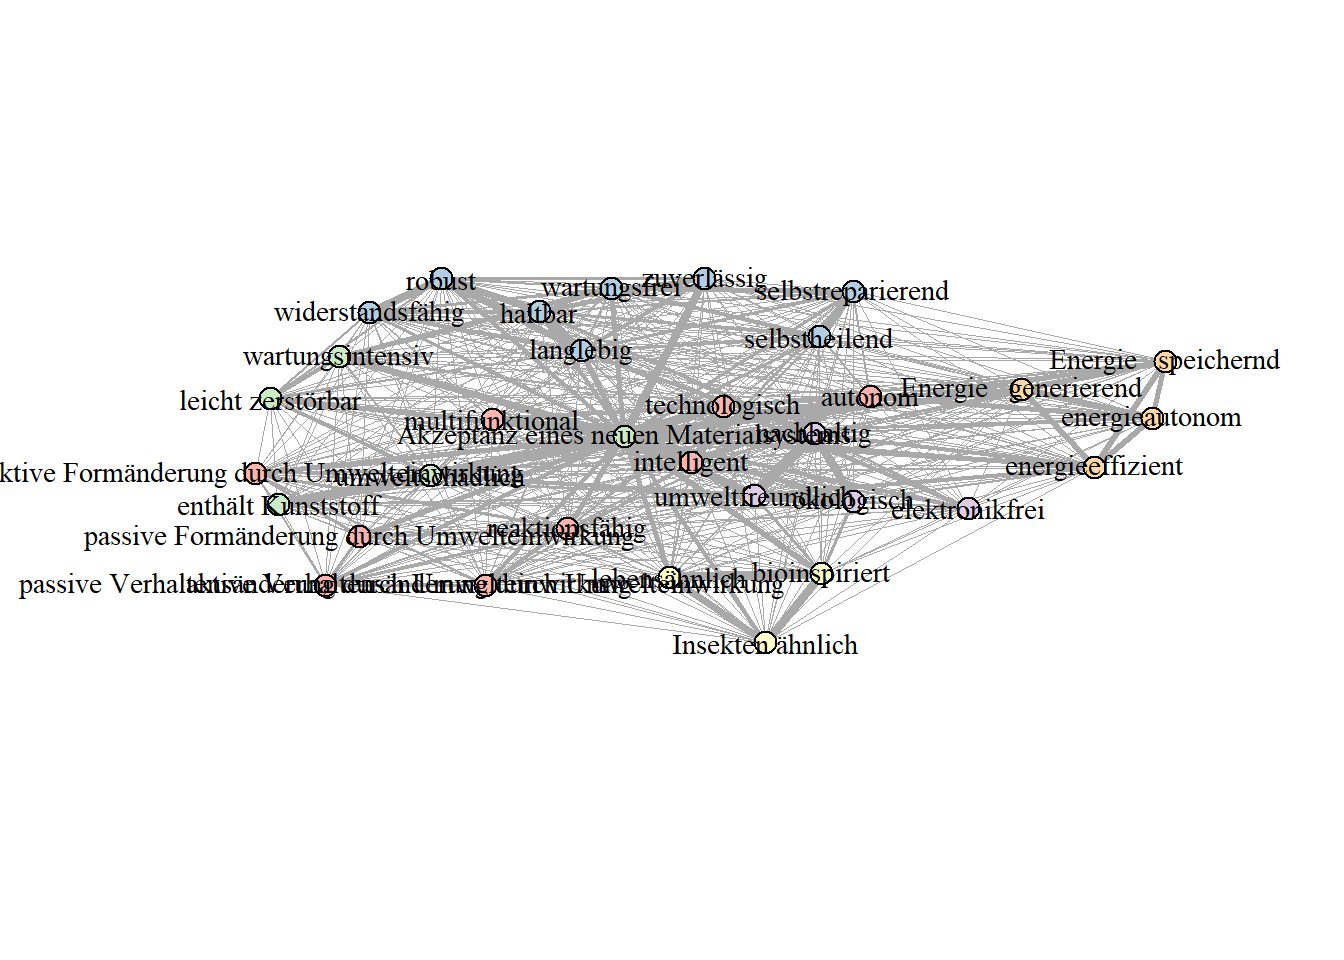 robust
zuverlässig
wartungsfrei
selbstreparierend
widerstandsfähig
haltbar
selbstheilend
langlebig
wartungsintensiv
Energie speichernd
Energie generierend
autonom
leicht zerstörbar
technologisch
energieautonom
multifunktional
Akzeptanz eines neuen Materialsystems
nachhaltig
intelligent
energieeffizient
ktive Formänderung durch Umwelteinwirkung
umweltschädlich
umweltfreundlich
ökologisch
enthält Kunststoff
elektronikfrei
reaktionsfähig
passive Formänderung durch Umwelteinwirkung
bioinspiriert
lebensähnlich
passive Verhaltensänderung durch Umwelteinwirkung
aktive Verhaltensänderung durch Umwelteinwirkung
Insekten ähnlich